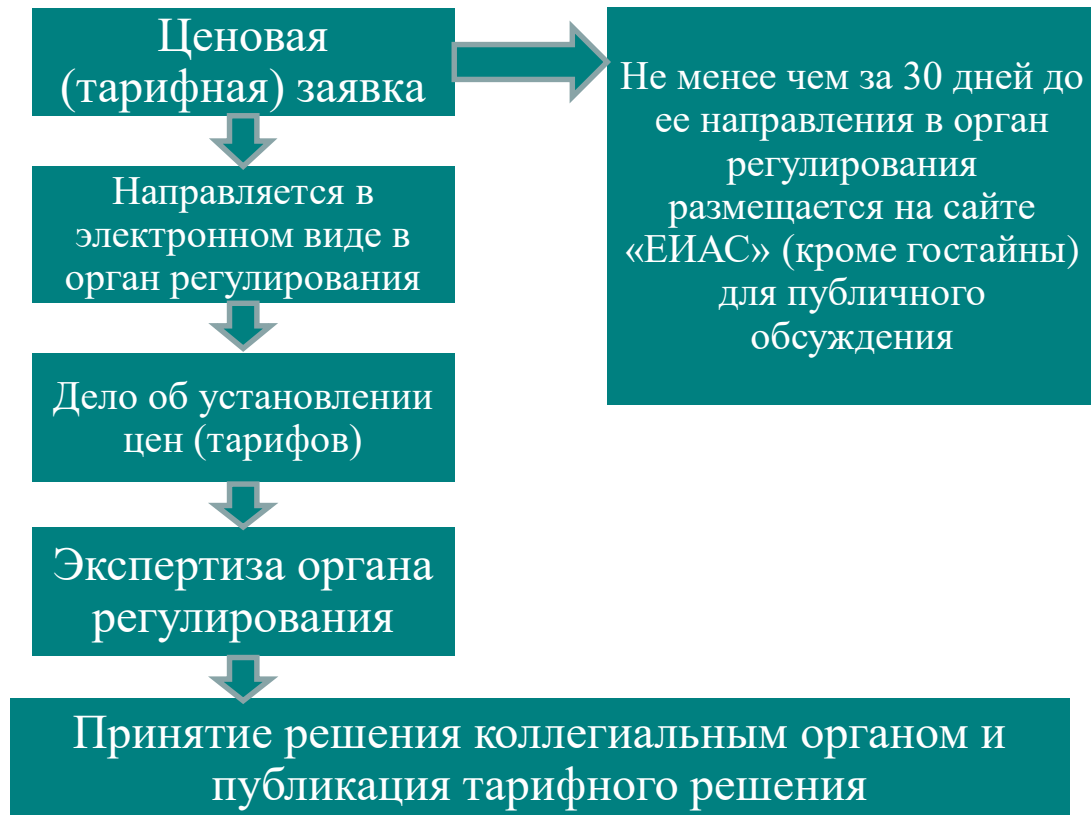 Ценовая
(тарифная) заявка
Не менее чем за 30 дней до
ее направления в орган
регулирования
размещается на сайте
«ЕИАС» (кроме гостайны)
для публичного
обсуждения
Направляется в
электронном виде в
орган регулирования
Дело об установлении
цен (тарифов)
Экспертиза органа
регулирования
Принятие решения коллегиальным органом и
публикация тарифного решения